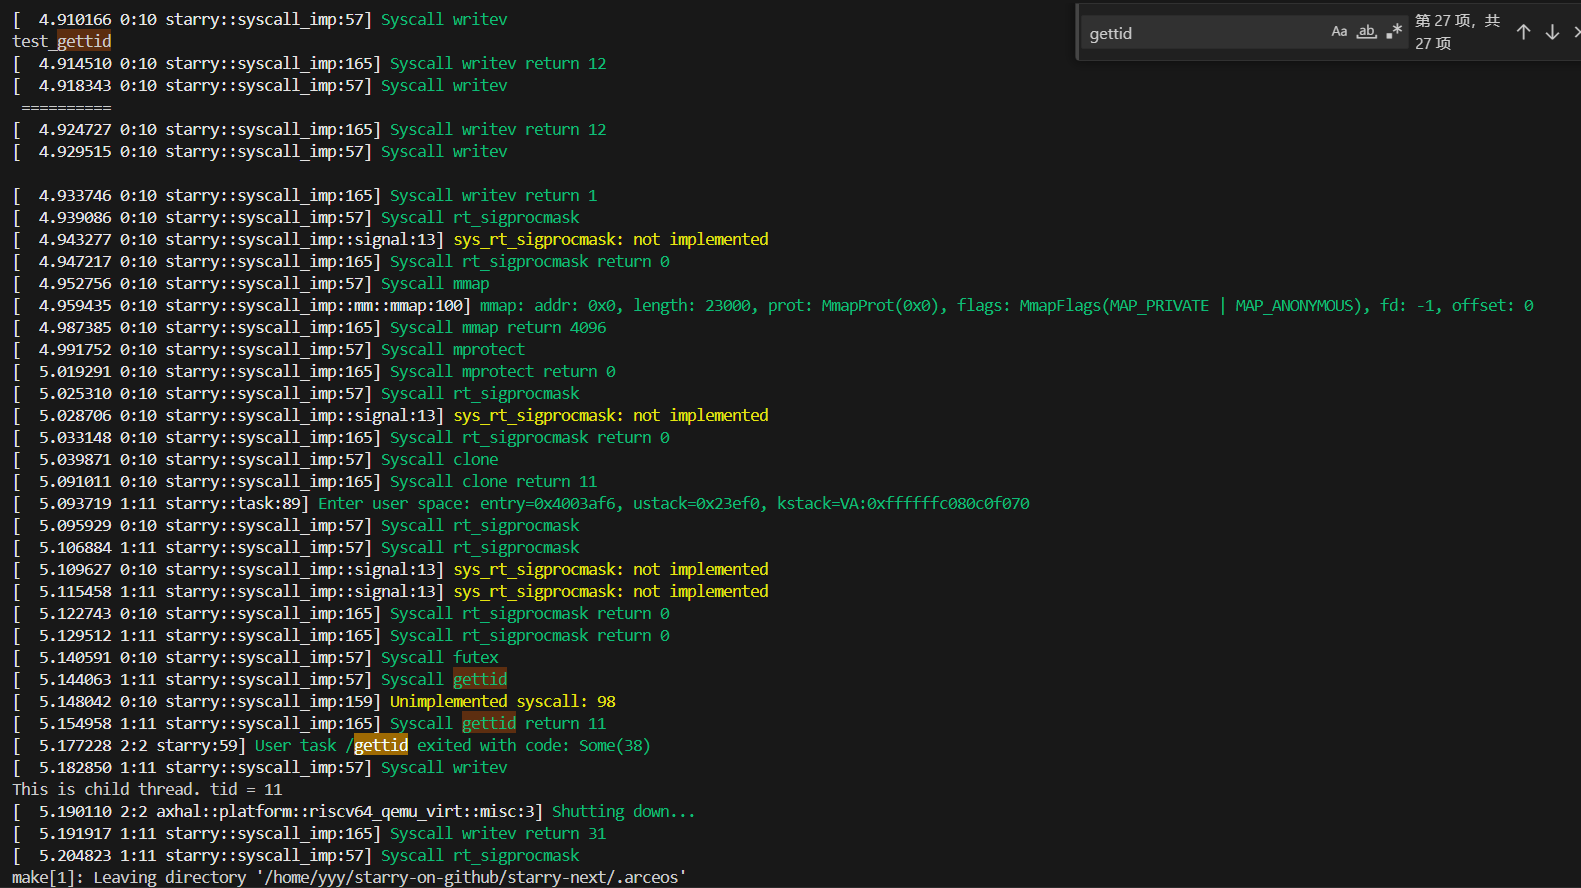 [  4.910166 0:10 starry::syscall_imp:57] Syscall writev
test_gettid
[  4.914510 0:10 starry::syscall_imp:165] Syscall writev return 12
[  4.918343 0:10 starry::syscall_imp:57] Syscall writev
 ==========
[  4.924727 0:10 starry::syscall_imp:165] Syscall writev return 12
[  4.929515 0:10 starry::syscall_imp:57] Syscall writev
[  4.933746 0:10 starry::syscall_imp:165] Syscall writev return 1
[  4.939086 0:10 starry::syscall_imp:57] Syscall rt_sigprocmask
[  4.943277 0:10 starry::syscall_imp::signal:13] sys_rt_sigprocmask: not implemented
[  4.947217 0:10 starry::syscall_imp:165] Syscall rt_sigprocmask return 0
[  4.952756 0:10 starry::syscall_imp:57] Syscall mmap
[  4.959435 0:10 starry::syscall_imp::mm::mmap:100] mmap: addr: 0x0, length: 23000, prot: MmapProt(0x0), flags: MmapFlags(MAP_PRIVATE | MAP_ANONYMOUS), fd: -1, offset: 0
[  4.987385 0:10 starry::syscall_imp:165] Syscall mmap return 4096
[  4.991752 0:10 starry::syscall_imp:57] Syscall mprotect
[  5.019291 0:10 starry::syscall_imp:165] Syscall mprotect return 0
[  5.025310 0:10 starry::syscall_imp:57] Syscall rt_sigprocmask
[  5.028706 0:10 starry::syscall_imp::signal:13] sys_rt_sigprocmask: not implemented
[  5.033148 0:10 starry::syscall_imp:165] Syscall rt_sigprocmask return 0
[  5.039871 0:10 starry::syscall_imp:57] Syscall clone
[  5.091011 0:10 starry::syscall_imp:165] Syscall clone return 11
[  5.093719 1:11 starry::task:89] Enter user space: entry=0x4003af6, ustack=0x23ef0, kstack=VA:0xffffffc080c0f070
[  5.095929 0:10 starry::syscall_imp:57] Syscall rt_sigprocmask
[  5.106884 1:11 starry::syscall_imp:57] Syscall rt_sigprocmask
[  5.109627 0:10 starry::syscall_imp::signal:13] sys_rt_sigprocmask: not implemented
[  5.115458 1:11 starry::syscall_imp::signal:13] sys_rt_sigprocmask: not implemented
[  5.122743 0:10 starry::syscall_imp:165] Syscall rt_sigprocmask return 0
[  5.129512 1:11 starry::syscall_imp:165] Syscall rt_sigprocmask return 0
[  5.140591 0:10 starry::syscall_imp:57] Syscall futex
[  5.144063 1:11 starry::syscall_imp:57] Syscall gettid
[  5.148042 0:10 starry::syscall_imp:159] Unimplemented syscall: 98
[  5.154958 1:11 starry::syscall_imp:165] Syscall gettid return 11
[  5.177228 2:2 starry:59] User task /gettid exited with code: Some(38)
[  5.182850 1:11 starry::syscall_imp:57] Syscall writev
This is child thread. tid = 11
[  5.190110 2:2 axhal::platform::riscv64_qemu_virt::misc:3] Shutting down...
[  5.191917 1:11 starry::syscall_imp:165] Syscall writev return 31
[  5.204823 1:11 starry::syscall_imp:57] Syscall rt_sigprocmask
make[1]: Leaving directory '/home/yyy/starry-on-github/starry-next/.arceos'
gettid
Aa ab .*
第 27 项，共
27 项